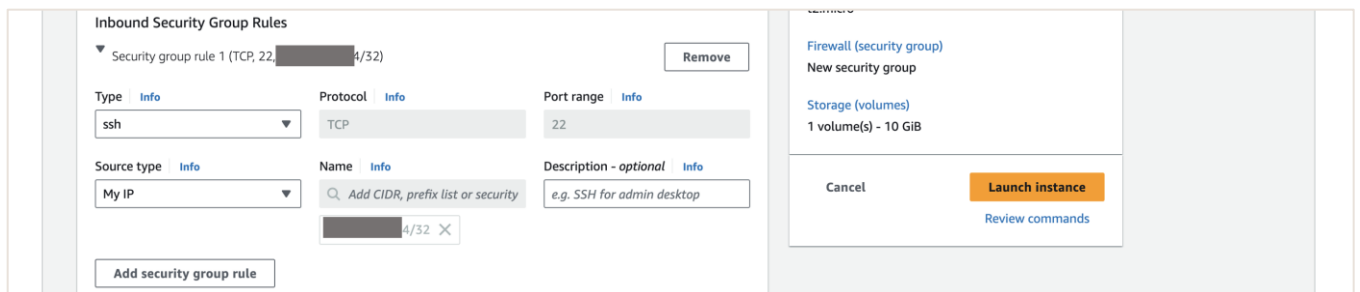 Inbound Security Group Rules
Security group rule 1 (TCP, 22, 4/32)
Remove
Type Info
Protocol Info
Port range Info
ssh
TCP
22
Source type Info
Name Info
Description - optional Info
My IP
Add CIDR, prefix list or security
e.g. SSH for admin desktop
4/32
Add security group rule
t2.micro
Firewall (security group)
New security group
Storage (volumes)
1 volume(s) - 10 GiB
Cancel
Launch instance
Review commands